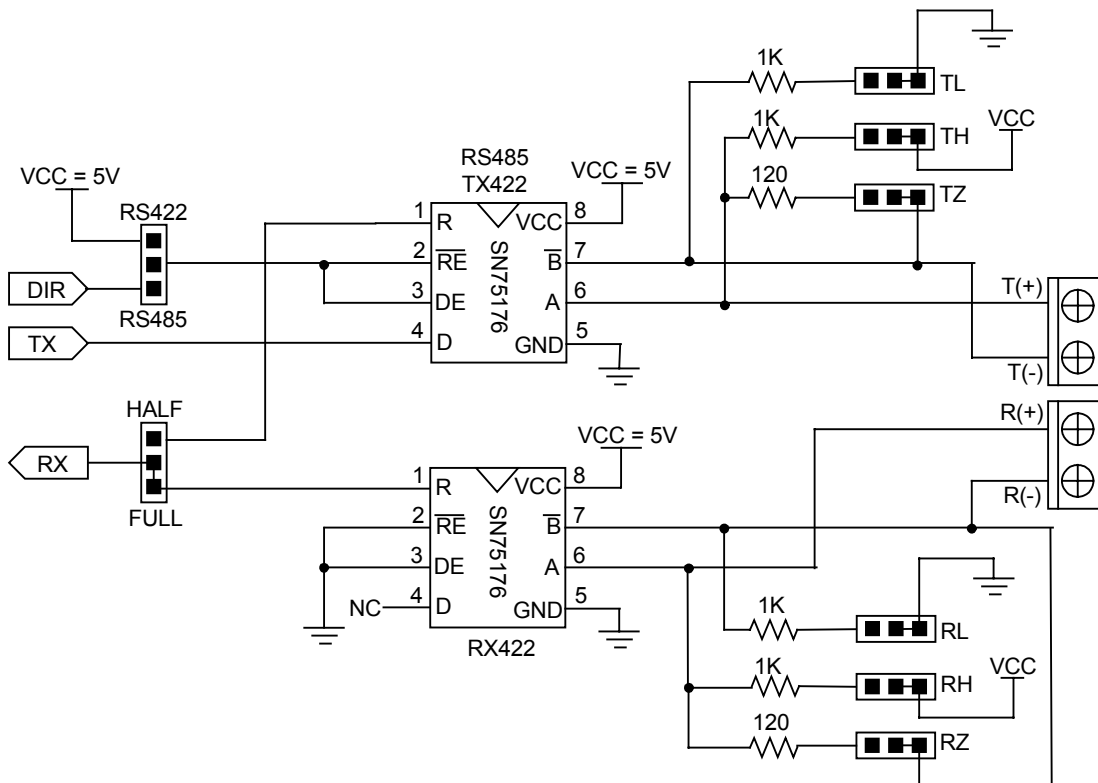 1K
TL
1K
TH
VCC
120
TZ
VCC = 5V
RS422
DIR
RS485
TX
RS485
TX422
VCC = 5V
1 R VCC 8
2 RE B 7
3 DE A 6
4 D GND 5
SN75176
T(+)
T(-)
HALF
RX
FULL
VCC = 5V
1 R VCC 8
2 RE B 7
3 DE A 6
NC 4 D GND 5
SN75176
RX422
R(+)
R(-)
1K
RL
1K
RH
VCC
120
RZ